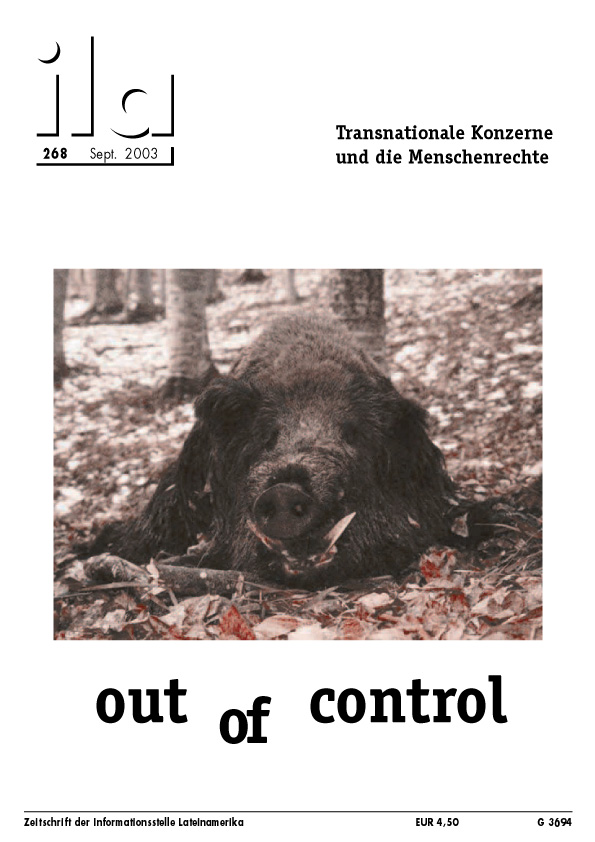 ila
268 Sept. 2003
Transnationale Konzerne
und die Menschenrechte
out of control
Zeitschrift der Informationsstelle Lateinamerika EUR 4,50 G 3694